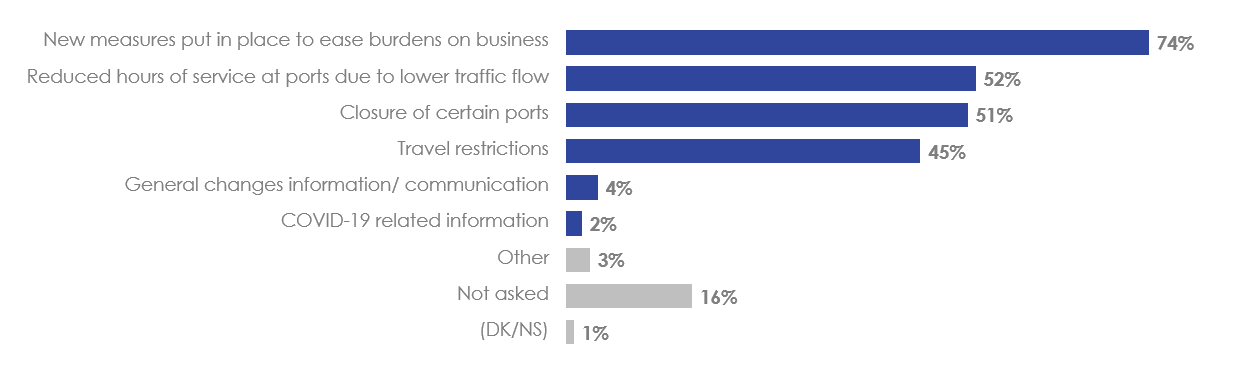 New measures put in place to ease burdens on business 74%
Reduced hours of service at ports due to lower traffic flow 52%
Closure of certain ports 51%
Travel restrictions 45%
General changes information/ communication 4%
COVID-19 related information 2%
Other 3%
Not asked 16%
(DK/NS) 1%